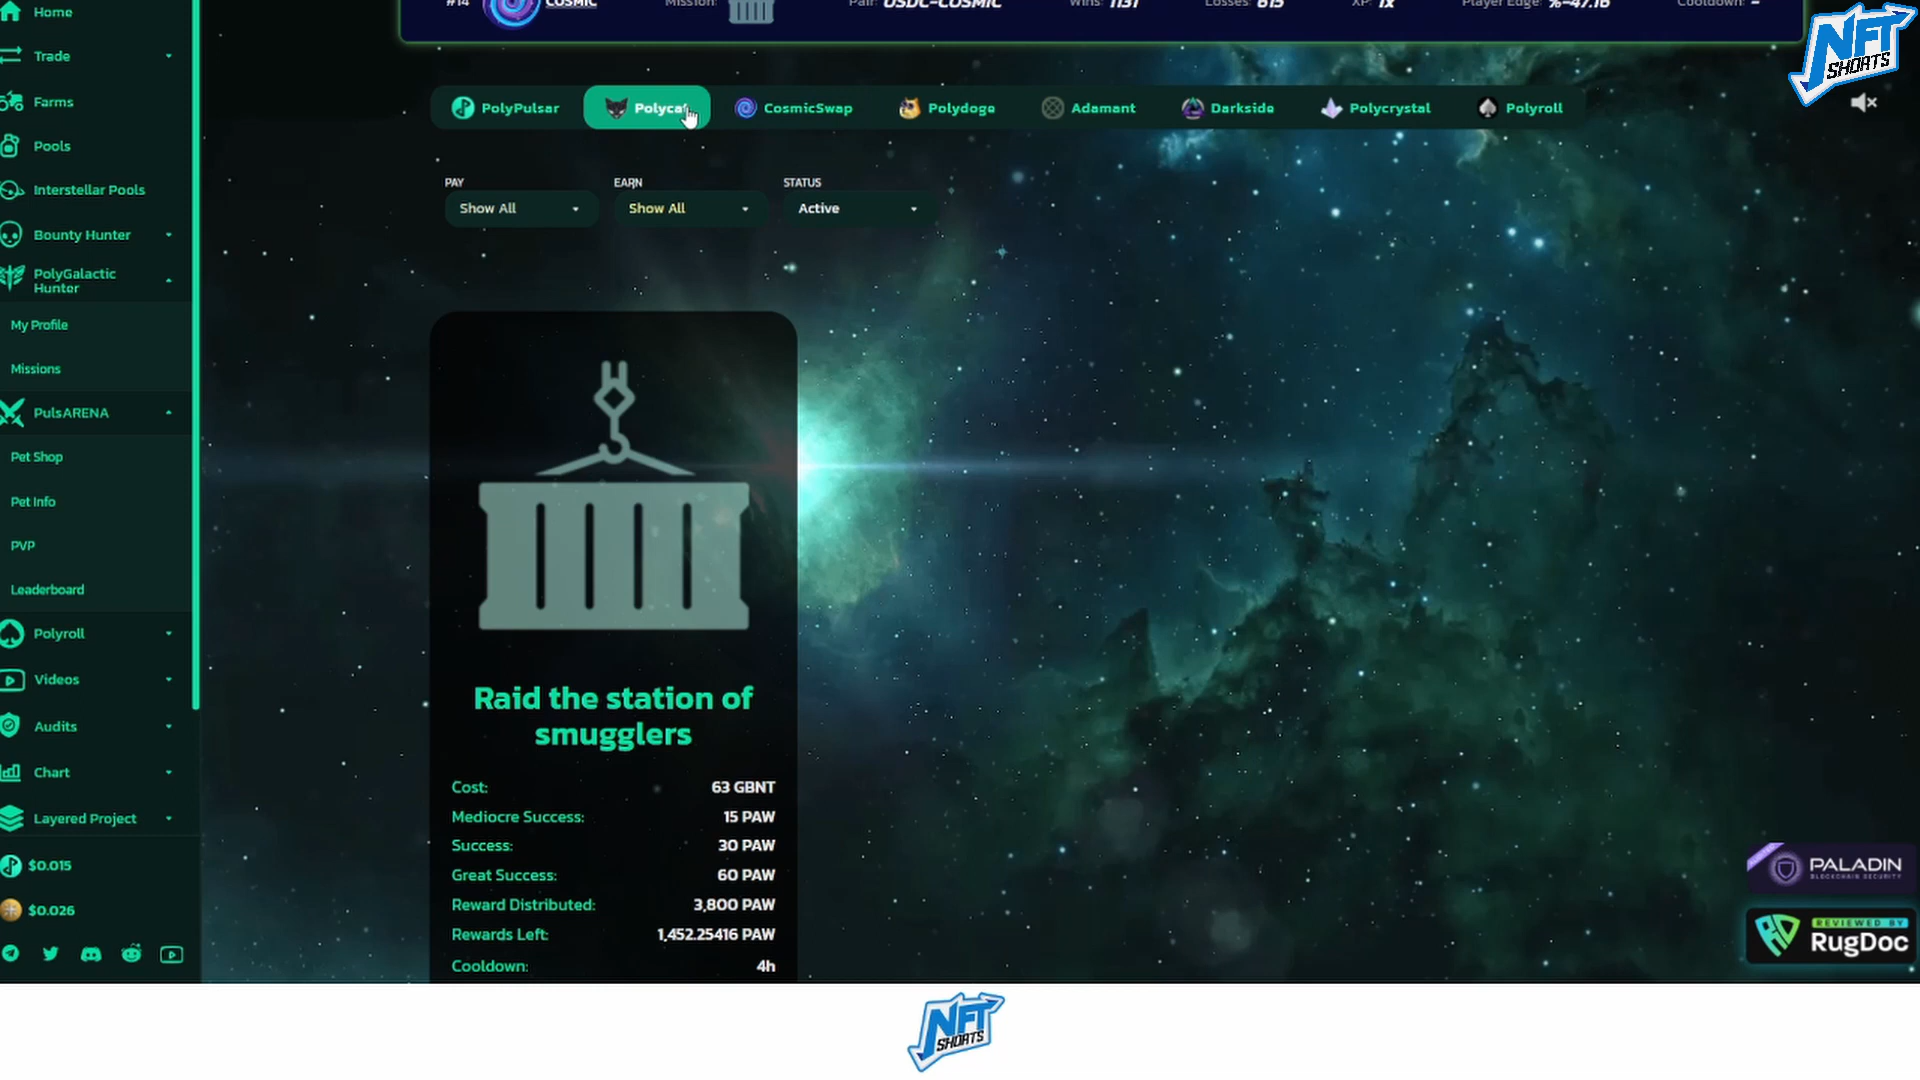 Home
#14
COSMIC
Mission:
Pair: USDC-COSMIC
Wins: 1131
Losses: 615
XP: 1x
Player Edge: %-47.16
Cooldown: -
NFT
SHORTS
Trade
Farms
Pools
Interstellar Pools
Bounty Hunter
PolyGalactic
Hunter
My Profile
Missions
PulsARENA
Pet Shop
Pet Info
PVP
Leaderboard
Polyroll
Videos
Audits
Chart
Layered Project
$0.015
$0.026
PolyPulsar
Polycat
CosmicSwap
Polydoge
Adamant
Darkside
Polycrystal
Polyroll
PAY
EARN
STATUS
Show All
Show All
Active
Raid the station of
smugglers
Cost: 63 GBNT
Mediocre Success: 15 PAW
Success: 30 PAW
Great Success: 60 PAW
Reward Distributed: 3,800 PAW
Rewards Left: 1,452.25416 PAW
Cooldown: 4h
PALADIN
BLOCKCHAIN SECURITY
REVIEWED BY
RugDoc
NFT
SHORTS